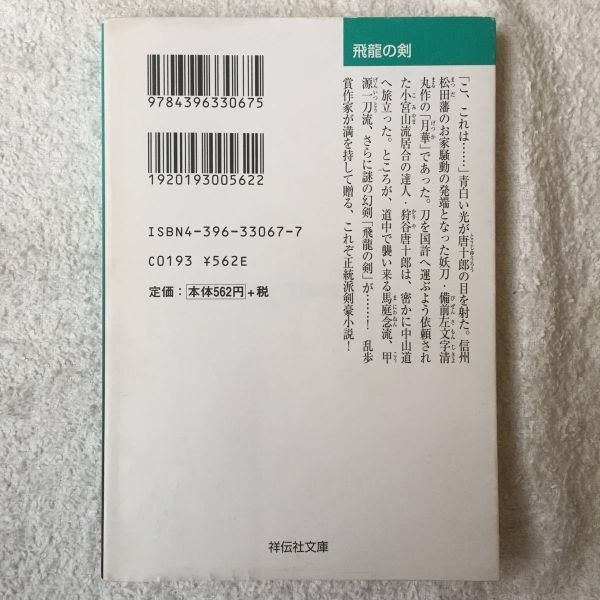 飛龍の剣
「こ、これは……」青白い光が唐十郎の目を射た。信州
松田藩のお家騒動の発端となった妖刀・備前左文字清
丸作の「月華」であった。刀を国許へ運ぶよう依頼され
た小宮山流居合の達人・狩谷唐十郎は、密かに中山道
へ旅立った。ところが、道中で襲い来る馬庭念流、甲
源一刀流、さらに謎の幻剣「飛龍の剣」が……！ 乱歩
賞作家が満を持して贈る、これぞ正統派剣豪小説！
9784396330675
1920193005622
ISBN4-396-33067-7
C0193 ¥562E
定価：本体562円+税
祥伝社文庫